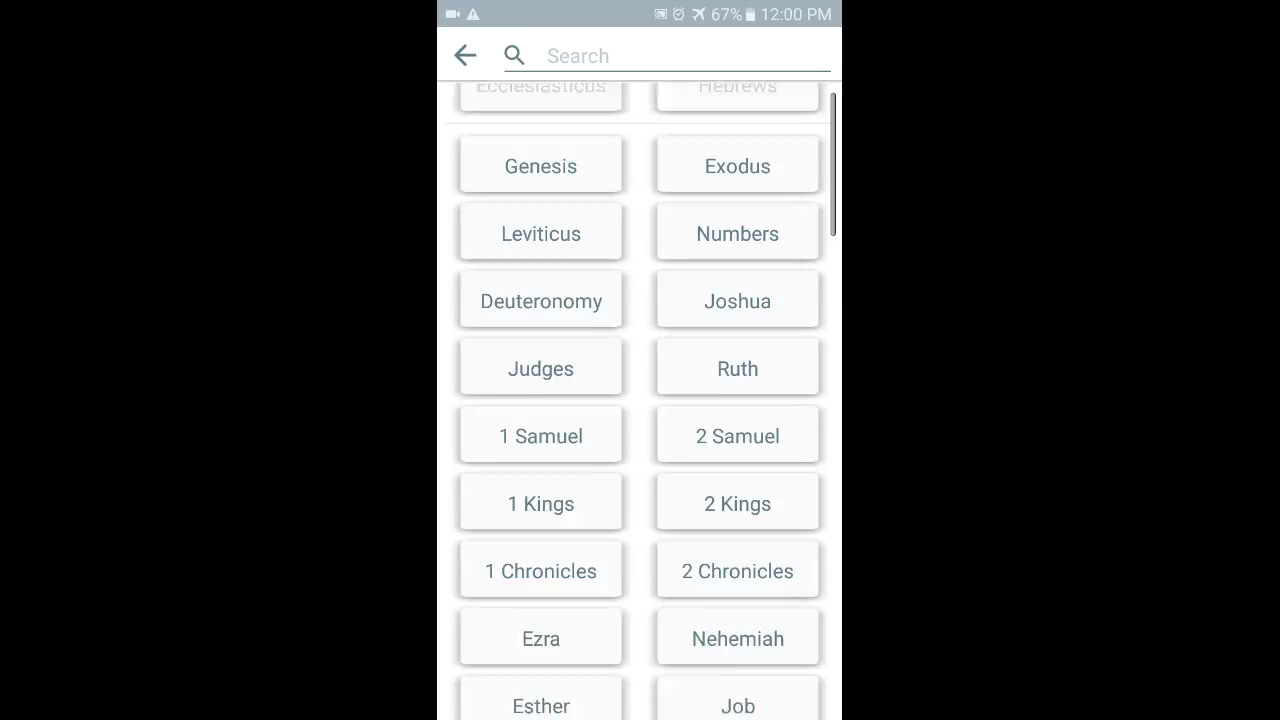 67% 12:00 PM
Search
Ecclesiasticus Hebrews
Genesis Exodus
Leviticus Numbers
Deuteronomy Joshua
Judges Ruth
1 Samuel 2 Samuel
1 Kings 2 Kings
1 Chronicles 2 Chronicles
Ezra Nehemiah
Esther Job